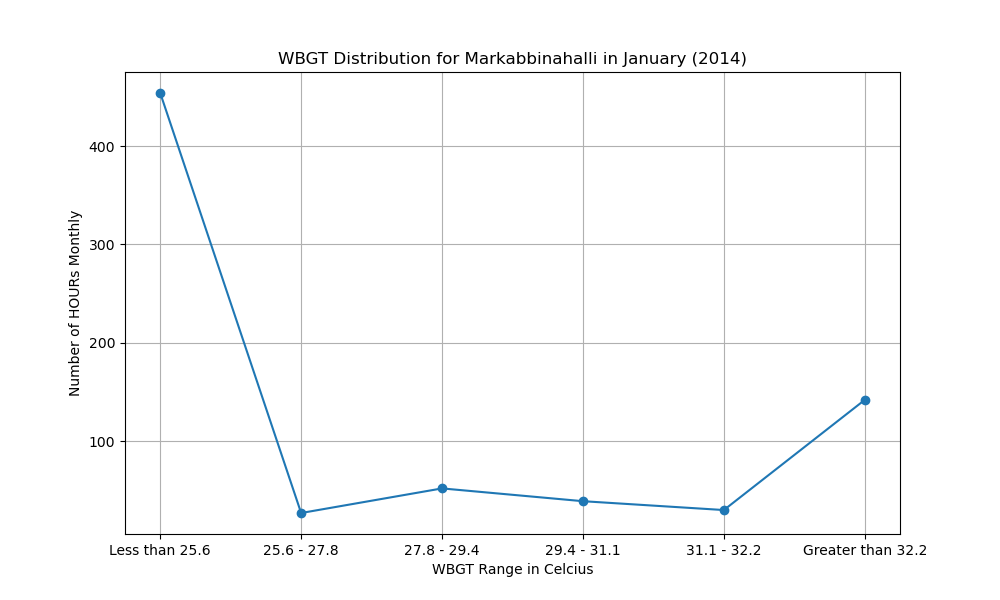 WBGT Distribution for Markabbinahalli in January (2014)
Number of HOURs Monthly
400
300
200
100
Less than 25.6
25.6 - 27.8
27.8 - 29.4
29.4 - 31.1
31.1 - 32.2
Greater than 32.2
WBGT Range in Celcius